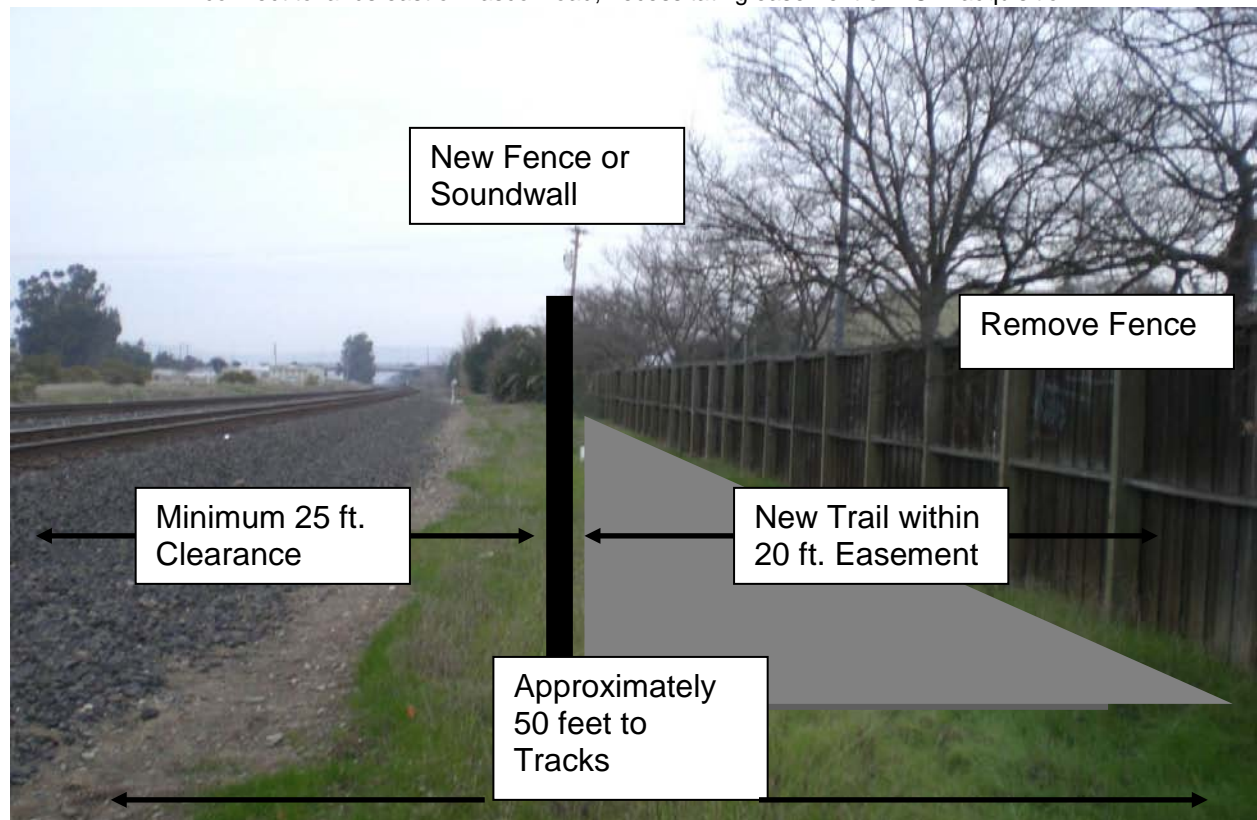 New Fence or
Soundwall
Remove Fence
Minimum 25 ft.
Clearance
New Trail within
20 ft. Easement
Approximately
50 feet to
Tracks